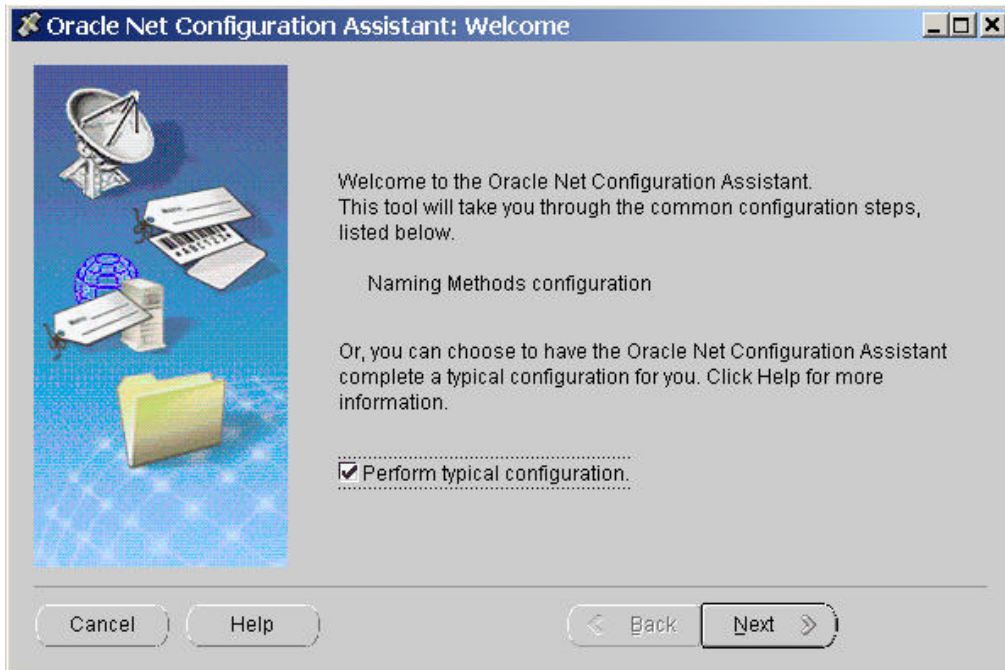 Oracle Net Configuration Assistant: Welcome
Welcome to the Oracle Net Configuration Assistant.
This tool will take you through the common configuration steps,
listed below.
Naming Methods configuration
Or, you can choose to have the Oracle Net Configuration Assistant
complete a typical configuration for you. Click Help for more
information.
Perform typical configuration.
Cancel
Help
Back
Next